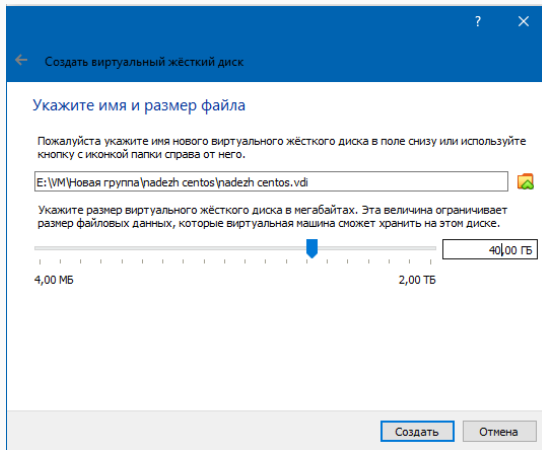 ?
Создать виртуальный жёсткий диск
Укажите имя и размер файла
Пожалуйста укажите имя нового виртуального жёсткого диска в поле снизу или используйте
кнопку с иконкой папки справа от него.
E:\VM\Новая группа\nadezh centos\nadezh centos.vdi
Укажите размер виртуального жёсткого диска в мегабайтах. Эта величина ограничивает
размер файловых данных, которые виртуальная машина сможет хранить на этом диске.
40,00 ГБ
4,00 МБ 2,00 ТБ
Создать Отмена